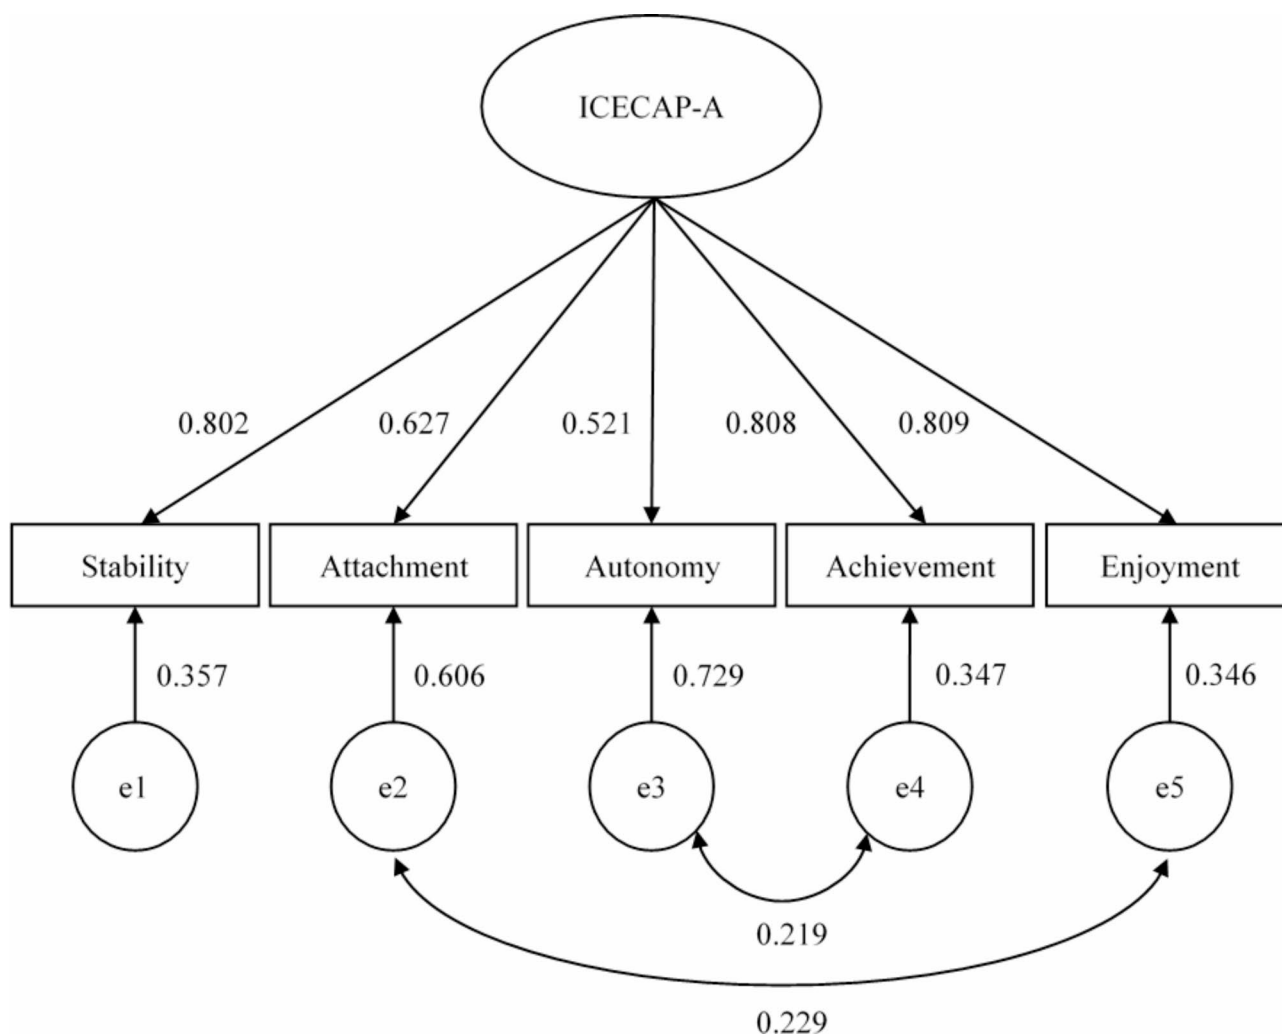 ICECAP-A
0.802 0.627 0.521 0.808 0.809
Stability Attachment Autonomy Achievement Enjoyment
0.357 0.606 0.729 0.347 0.346
e1 e2 e3 e4 e5
0.219
0.229